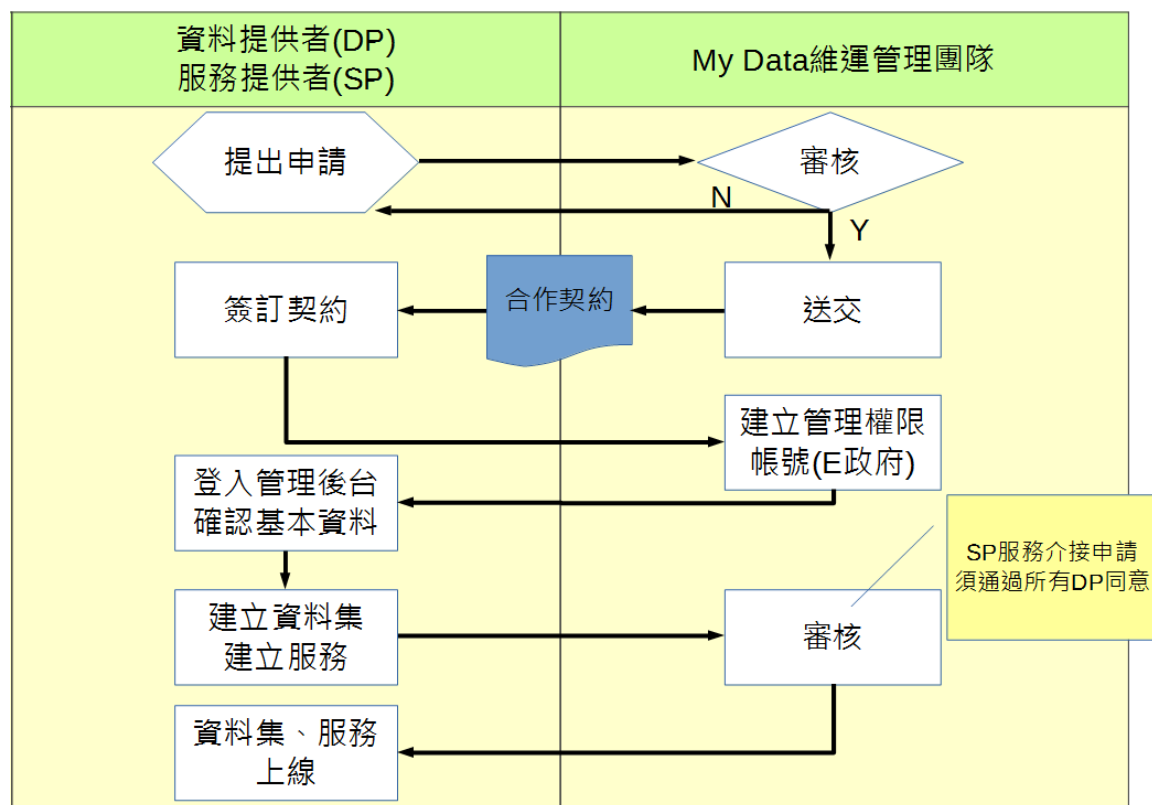 資料提供者(DP)
服務提供者(SP)
My Data維運管理團隊
提出申請
審核
N
Y
簽訂契約
合作契約
送交
建立管理權限
帳號(E政府)
登入管理後台
確認基本資料
SP服務介接申請
須通過所有DP同意
建立資料集
建立服務
審核
資料集、服務
上線